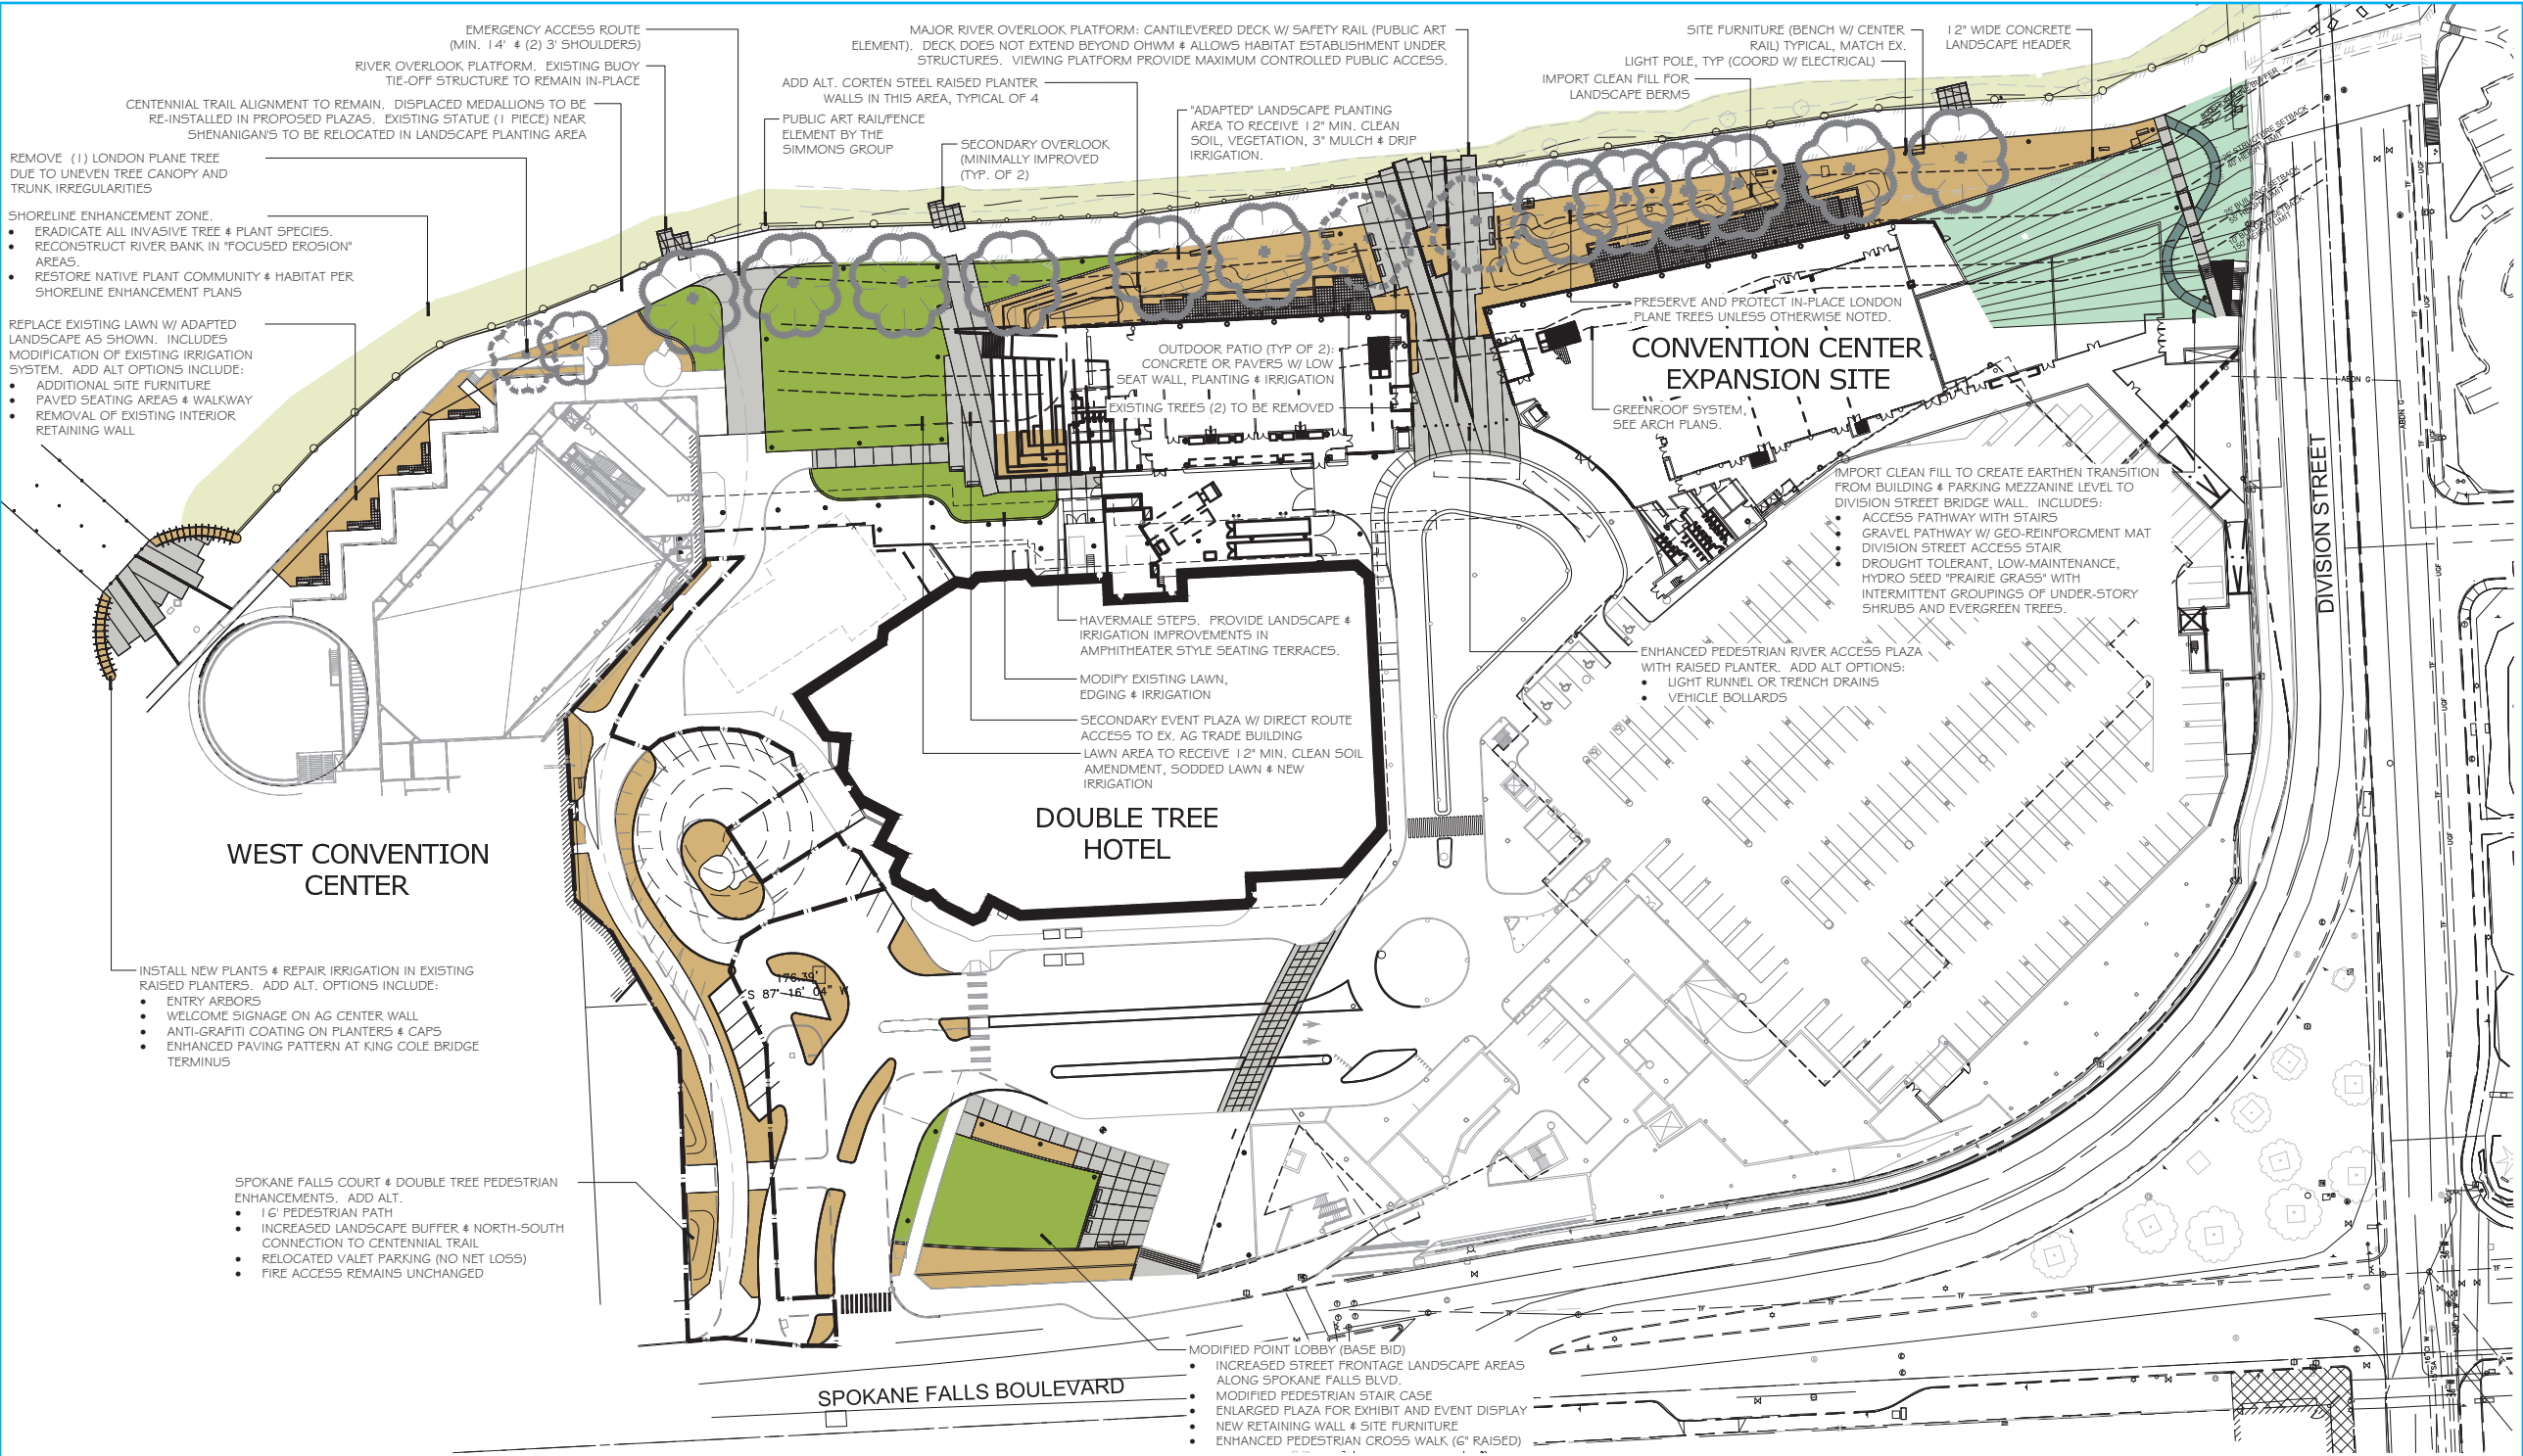 EMERGENCY ACCESS ROUTE
(MIN. 14' & (2) 3' SHOULDERS)
RIVER OVERLOOK PLATFORM. EXISTING BUOY
TIE-OFF STRUCTURE TO REMAIN IN-PLACE
CENTENNIAL TRAIL ALIGNMENT TO REMAIN. DISPLACED MEDALLIONS TO BE
RE-INSTALLED IN PROPOSED PLAZAS. EXISTING STATUE (1 PIECE) NEAR
SHENANIGAN'S TO BE RELOCATED IN LANDSCAPE PLANTING AREA
REMOVE (1) LONDON PLANE TREE
DUE TO UNEVEN TREE CANOPY AND
TRUNK IRREGULARITIES
SHORELINE ENHANCEMENT ZONE.
• ERADICATE ALL INVASIVE TREE & PLANT SPECIES.
• RECONSTRUCT RIVER BANK IN "FOCUSED EROSION"
AREAS.
• RESTORE NATIVE PLANT COMMUNITY & HABITAT PER
SHORELINE ENHANCEMENT PLANS
REPLACE EXISTING LAWN W/ ADAPTED
LANDSCAPE AS SHOWN. INCLUDES
MODIFICATION OF EXISTING IRRIGATION
SYSTEM. ADD ALT OPTIONS INCLUDE:
• ADDITIONAL SITE FURNITURE
• PAVED SEATING AREAS & WALKWAY
• REMOVAL OF EXISTING INTERIOR
RETAINING WALL
MAJOR RIVER OVERLOOK PLATFORM: CANTILEVERED DECK W/ SAFETY RAIL (PUBLIC ART
ELEMENT). DECK DOES NOT EXTEND BEYOND OHWM & ALLOWS HABITAT ESTABLISHMENT UNDER
STRUCTURES. VIEWING PLATFORM PROVIDE MAXIMUM CONTROLLED PUBLIC ACCESS.
ADD ALT. CORTEN STEEL RAISED PLANTER
WALLS IN THIS AREA, TYPICAL OF 4
PUBLIC ART RAIL/FENCE
ELEMENT BY THE
SIMMONS GROUP
SECONDARY OVERLOOK
(MINIMALLY IMPROVED
(TYP. OF 2)
"ADAPTED" LANDSCAPE PLANTING
AREA TO RECEIVE 12" MIN. CLEAN
SOIL, VEGETATION, 3" MULCH & DRIP
IRRIGATION.
SITE FURNITURE (BENCH W/ CENTER
RAIL) TYPICAL, MATCH EX.
LIGHT POLE, TYP (COORD W/ ELECTRICAL)
IMPORT CLEAN FILL FOR
LANDSCAPE BERMS
12" WIDE CONCRETE
LANDSCAPE HEADER
25' STRUCTURE SETBACK
40' HEIGHT LIMIT
25' BUILDING SETBACK
55' HEIGHT LIMIT
10' BUILDING SETBACK
150' HEIGHT LIMIT
PRESERVE AND PROTECT IN-PLACE LONDON
PLANE TREES UNLESS OTHERWISE NOTED.
CONVENTION CENTER
EXPANSION SITE
OUTDOOR PATIO (TYP OF 2):
CONCRETE OR PAVERS W/ LOW
SEAT WALL, PLANTING & IRRIGATION
EXISTING TREES (2) TO BE REMOVED
GREENROOF SYSTEM,
SEE ARCH PLANS.
IMPORT CLEAN FILL TO CREATE EARTHEN TRANSITION
FROM BUILDING & PARKING MEZZANINE LEVEL TO
DIVISION STREET BRIDGE WALL. INCLUDES:
• ACCESS PATHWAY WITH STAIRS
• GRAVEL PATHWAY W/ GEO-REINFORCMENT MAT
• DIVISION STREET ACCESS STAIR
• DROUGHT TOLERANT, LOW-MAINTENANCE,
HYDRO SEED "PRAIRIE GRASS" WITH
INTERMITTENT GROUPINGS OF UNDER-STORY
SHRUBS AND EVERGREEN TREES.
DIVISION STREET
HAVERMALE STEPS. PROVIDE LANDSCAPE &
IRRIGATION IMPROVEMENTS IN
AMPHITHEATER STYLE SEATING TERRACES.
MODIFY EXISTING LAWN,
EDGING & IRRIGATION
SECONDARY EVENT PLAZA W/ DIRECT ROUTE
ACCESS TO EX. AG TRADE BUILDING
LAWN AREA TO RECEIVE 12" MIN. CLEAN SOIL
AMENDMENT, SODDED LAWN & NEW
IRRIGATION
ENHANCED PEDESTRIAN RIVER ACCESS PLAZA
WITH RAISED PLANTER. ADD ALT OPTIONS:
• LIGHT RUNNEL OR TRENCH DRAINS
• VEHICLE BOLLARDS
DOUBLE TREE
HOTEL
WEST CONVENTION
CENTER
INSTALL NEW PLANTS & REPAIR IRRIGATION IN EXISTING
RAISED PLANTERS. ADD ALT. OPTIONS INCLUDE:
• ENTRY ARBORS
• WELCOME SIGNAGE ON AG CENTER WALL
• ANTI-GRAFITI COATING ON PLANTERS & CAPS
• ENHANCED PAVING PATTERN AT KING COLE BRIDGE
TERMINUS
176.39'
S 87° 16' 04" W
SPOKANE FALLS COURT & DOUBLE TREE PEDESTRIAN
ENHANCEMENTS. ADD ALT.
• 16' PEDESTRIAN PATH
• INCREASED LANDSCAPE BUFFER & NORTH-SOUTH
CONNECTION TO CENTENNIAL TRAIL
• RELOCATED VALET PARKING (NO NET LOSS)
• FIRE ACCESS REMAINS UNCHANGED
MODIFIED POINT LOBBY (BASE BID)
• INCREASED STREET FRONTAGE LANDSCAPE AREAS
ALONG SPOKANE FALLS BLVD.
• MODIFIED PEDESTRIAN STAIR CASE
• ENLARGED PLAZA FOR EXHIBIT AND EVENT DISPLAY
• NEW RETAINING WALL & SITE FURNITURE
• ENHANCED PEDESTRIAN CROSS WALK (6" RAISED)
SPOKANE FALLS BOULEVARD